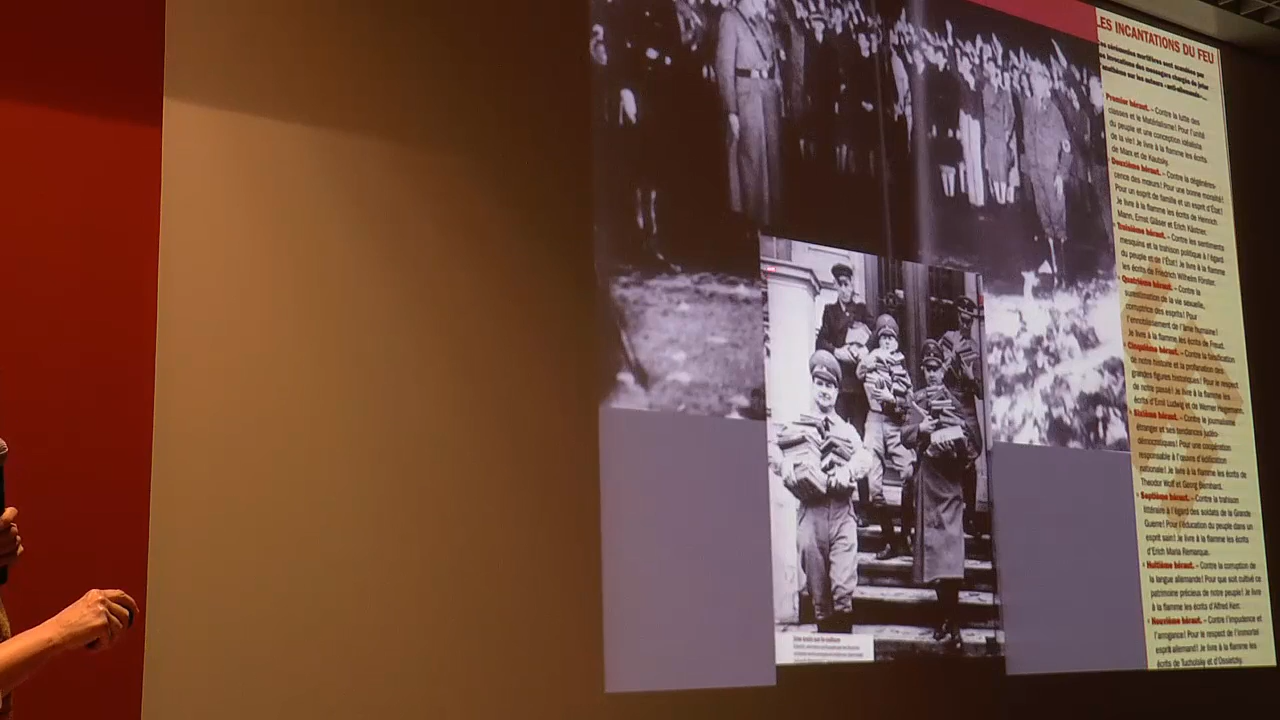 LES INCANTATIONS DU FEU
Les cérémonies mortifères sont scandées par
Premier héraut. – Contre la lutte des
classes et le Matérialisme! Pour l'unité
du peuple et une conception idéaliste
de la vie! Je livre à la flamme les écrits
de Marx et de Kautsky.
Deuxième héraut. – Contre la dégénéres-
cence des mœurs! Pour une bonne moralité!
Pour un esprit de famille et un esprit d'État!
Je livre à la flamme les écrits de Heinrich
Mann, Ernst Gläser et Erich Kästner.
Troisième héraut. – Contre les sentiments
mesquins et la trahison politique à l'égard
du peuple et de l'État! Je livre à la flamme
les écrits de Friedrich Wilhelm Förster.
Quatrième héraut. – Contre la
surestimation de la vie sexuelle,
corruptrice des esprits! Pour
l'ennoblissement de l'âme humaine!
Je livre à la flamme les écrits de Freud.
Cinquième héraut. – Contre la falsification
de notre histoire et la profanation des
grandes figures historiques! Pour le respect
de notre passé! Je livre à la flamme les
écrits d'Emil Ludwig et de Werner Hegemann.
Sixième héraut. – Contre le journalisme
étranger et ses tendances judéo-
démocratiques! Pour une coopération
responsable à l'œuvre d'édification
nationale! Je livre à la flamme les écrits de
Theodor Wolf et Georg Bernhard.
Septième héraut. – Contre la trahison
littéraire à l'égard des soldats de la Grande
Guerre! Pour l'éducation du peuple dans un
esprit sain! Je livre à la flamme les écrits
d'Erich Maria Remarque.
Huitième héraut. – Contre la corruption de
la langue allemande! Pour que soit cultivé ce
patrimoine précieux de notre peuple! Je livre
à la flamme les écrits d'Alfred Kerr.
Neuvième héraut. – Contre l'impudence et
l'arrogance! Pour le respect de l'immortel
esprit allemand! Je livre à la flamme les
écrits de Tucholsky et d'Ossietzky.